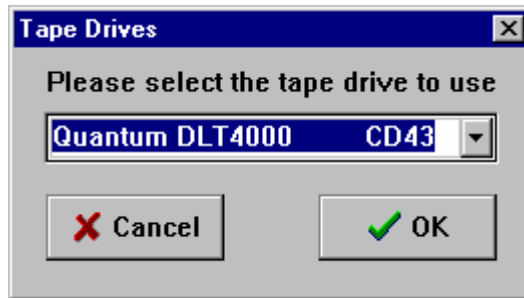 Tape Drives
Please select the tape drive to use
Quantum DLT4000 CD43
Cancel OK